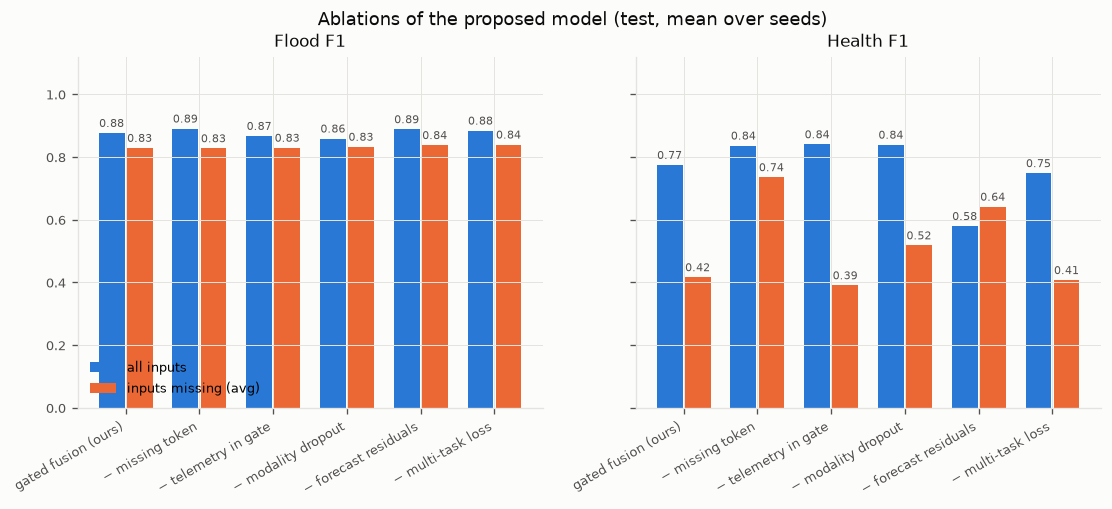 Ablations of the proposed model (test, mean over seeds)
Flood F1
1.0
0.8
0.6
0.4
0.2
0.0
0.88
0.83
0.89
0.83
0.87
0.83
0.86
0.83
0.89
0.84
0.88
0.84
all inputs
inputs missing (avg)
gated fusion (ours)
− missing token
− telemetry in gate
− modality dropout
− forecast residuals
− multi-task loss
Health F1
0.77
0.42
0.84
0.74
0.84
0.39
0.84
0.52
0.58
0.64
0.75
0.41
gated fusion (ours)
− missing token
− telemetry in gate
− modality dropout
− forecast residuals
− multi-task loss